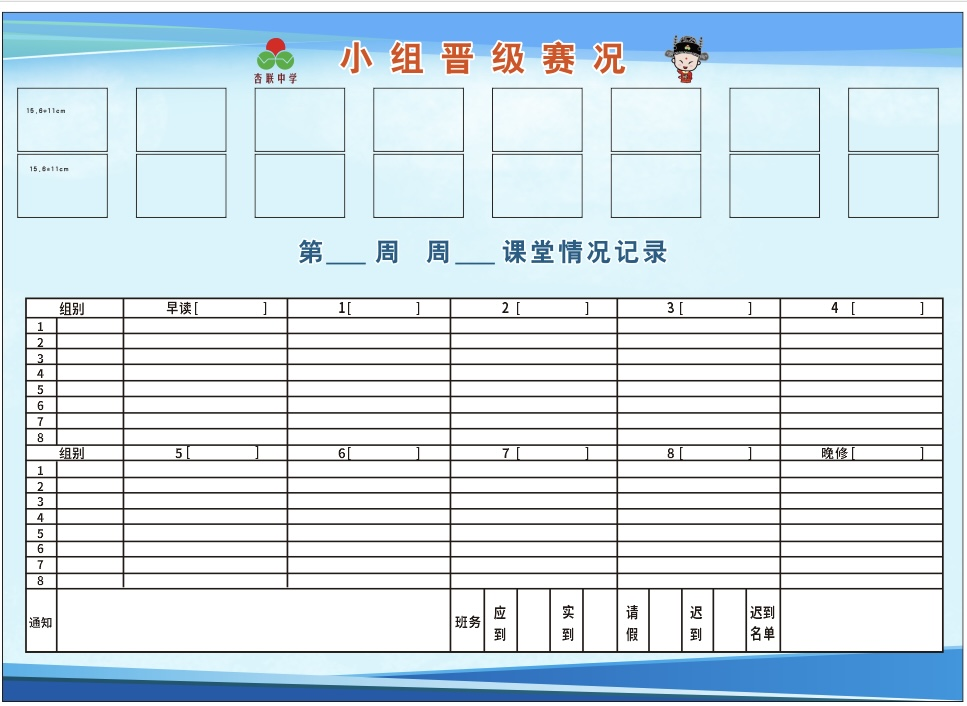 小组晋级赛况
杏联中学
15.6*11cm
15.6*11cm
第___周 周___课堂情况记录
组别 早读[ ] 1[ ] 2[ ] 3[ ] 4[ ]
1
2
3
4
5
6
7
8
组别 5[ ] 6[ ] 7[ ] 8[ ] 晚修[ ]
1
2
3
4
5
6
7
8
通知 班务 应到 实到 请假 迟到 迟到名单